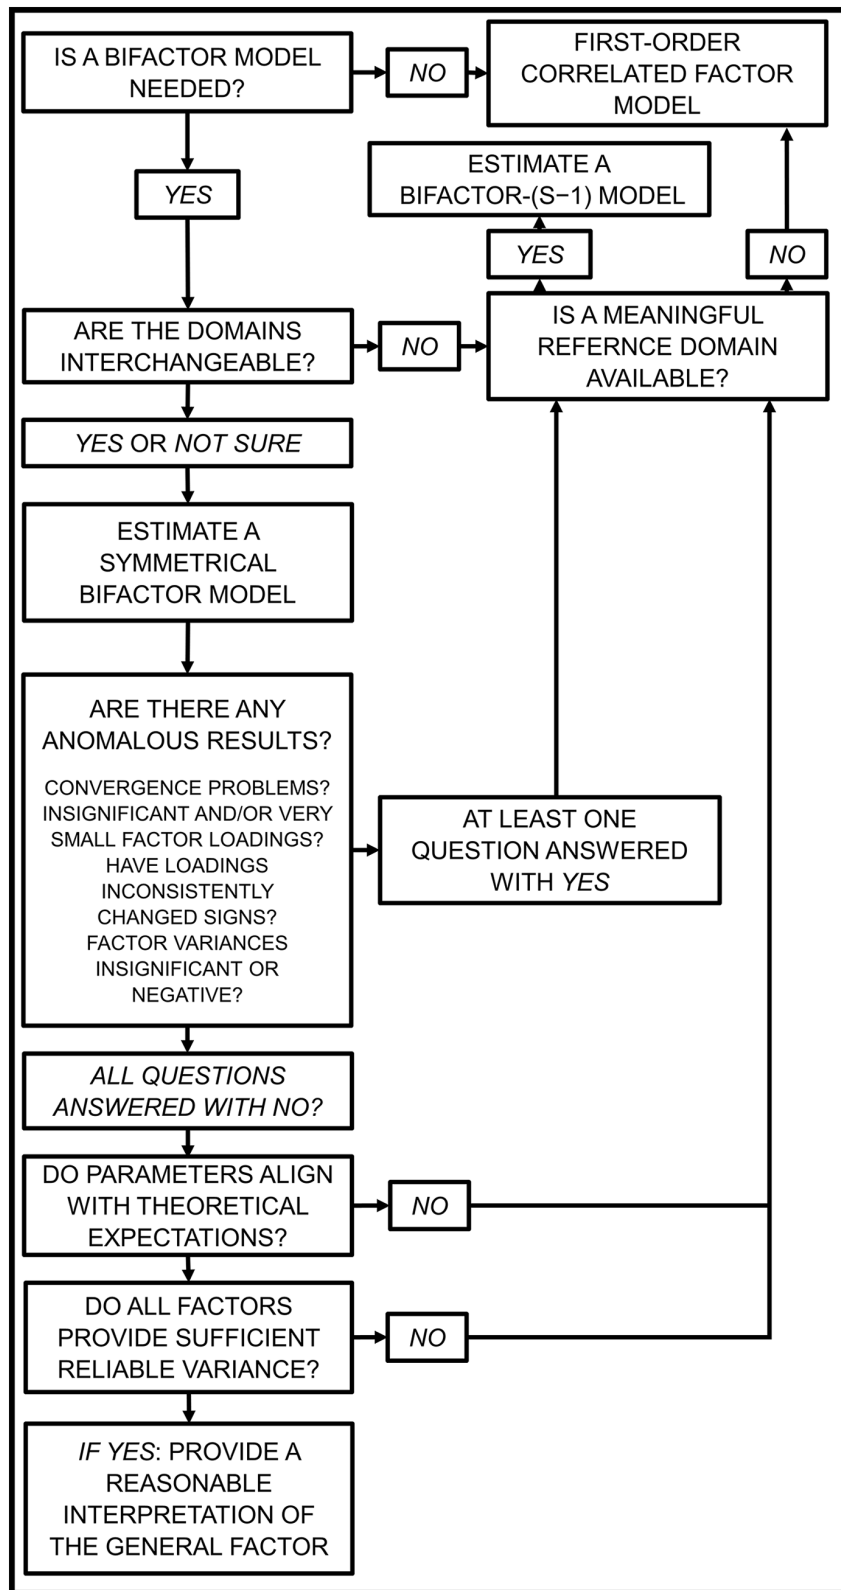 IS A BIFACTOR MODEL
NEEDED?
NO
FIRST-ORDER
CORRELATED FACTOR
MODEL
YES
ESTIMATE A
BIFACTOR-(S−1) MODEL
YES
NO
ARE THE DOMAINS
INTERCHANGEABLE?
NO
IS A MEANINGFUL
REFERNCE DOMAIN
AVAILABLE?
YES OR NOT SURE
ESTIMATE A
SYMMETRICAL
BIFACTOR MODEL
ARE THERE ANY
ANOMALOUS RESULTS?
CONVERGENCE PROBLEMS?
INSIGNIFICANT AND/OR VERY
SMALL FACTOR LOADINGS?
HAVE LOADINGS
INCONSISTENTLY
CHANGED SIGNS?
FACTOR VARIANCES
INSIGNIFICANT OR
NEGATIVE?
AT LEAST ONE
QUESTION ANSWERED
WITH YES
ALL QUESTIONS
ANSWERED WITH NO?
DO PARAMETERS ALIGN
WITH THEORETICAL
EXPECTATIONS?
NO
DO ALL FACTORS
PROVIDE SUFFICIENT
RELIABLE VARIANCE?
NO
IF YES: PROVIDE A
REASONABLE
INTERPRETATION OF
THE GENERAL FACTOR